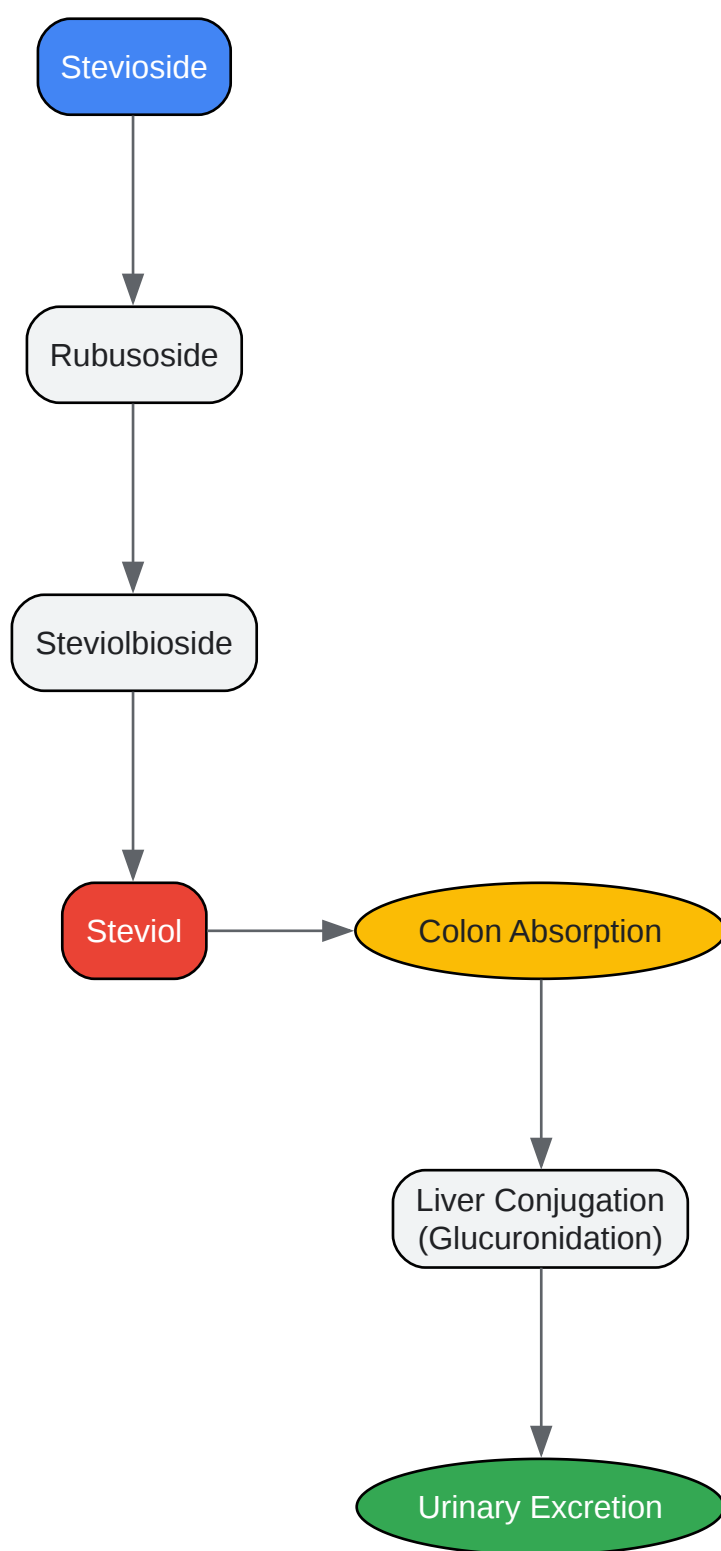 Stevioside
Rubusoside
Steviolbioside
Steviol
Colon Absorption
Liver Conjugation
(Glucuronidation)
Urinary Excretion